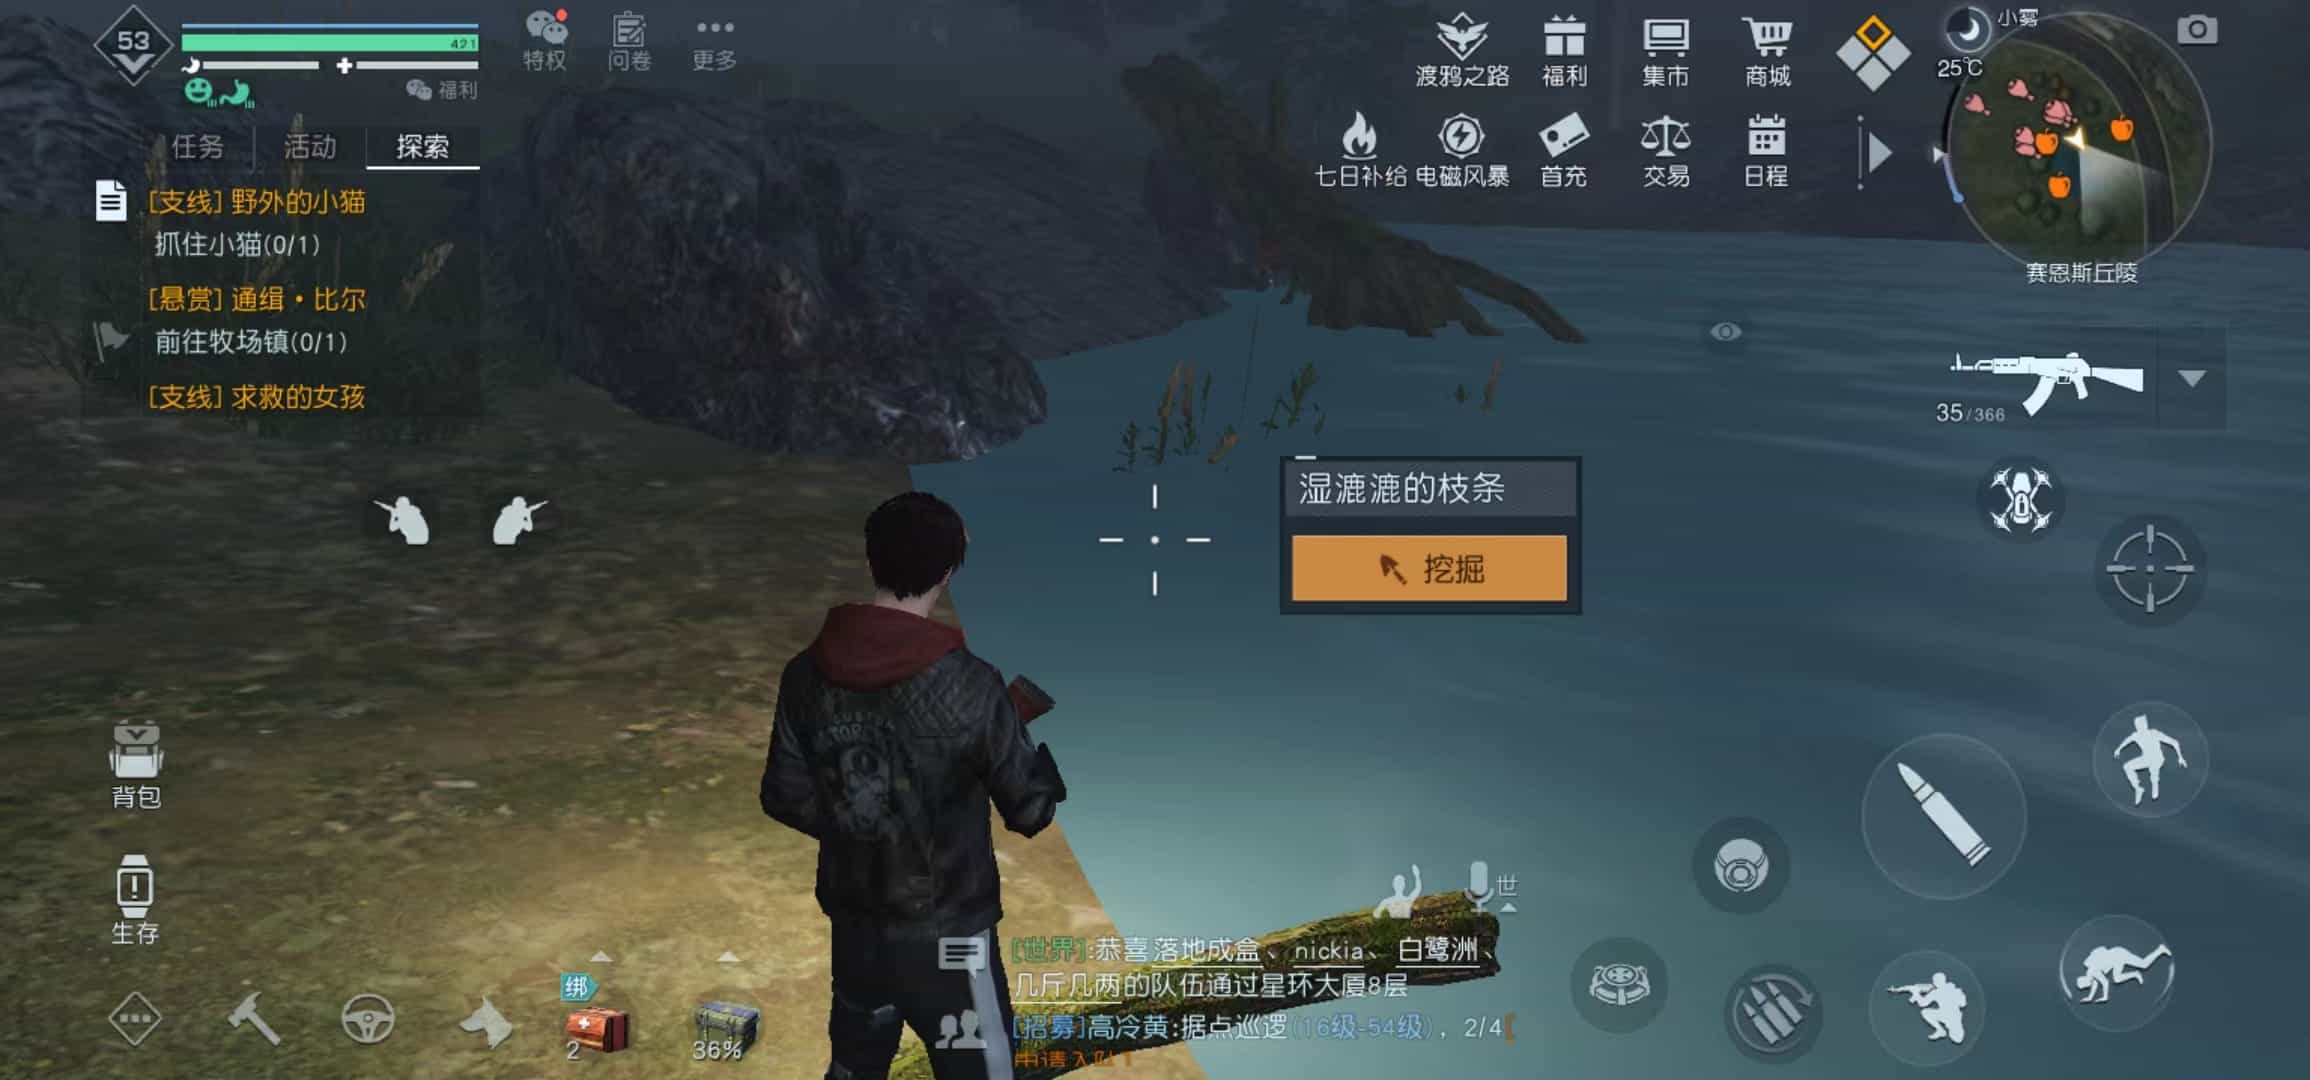 53
421
福利
特权
问卷
更多
任务
活动
探索
[支线] 野外的小猫
抓住小猫(0/1)
[悬赏] 通缉·比尔
前往牧场镇(0/1)
[支线] 求救的女孩
渡鸦之路
福利
集市
商城
七日补给
电磁风暴
首充
交易
日程
小雾
25℃
赛恩斯丘陵
35/366
湿漉漉的枝条
挖掘
背包
生存
绑
2
36%
世
[世界]:恭喜落地成盒、nickia、白鹭洲、
几斤几两的队伍通过星环大厦8层
[招募]高冷黄:据点巡逻(16级-54级)，2/4[
申请入队]
CUSTOM